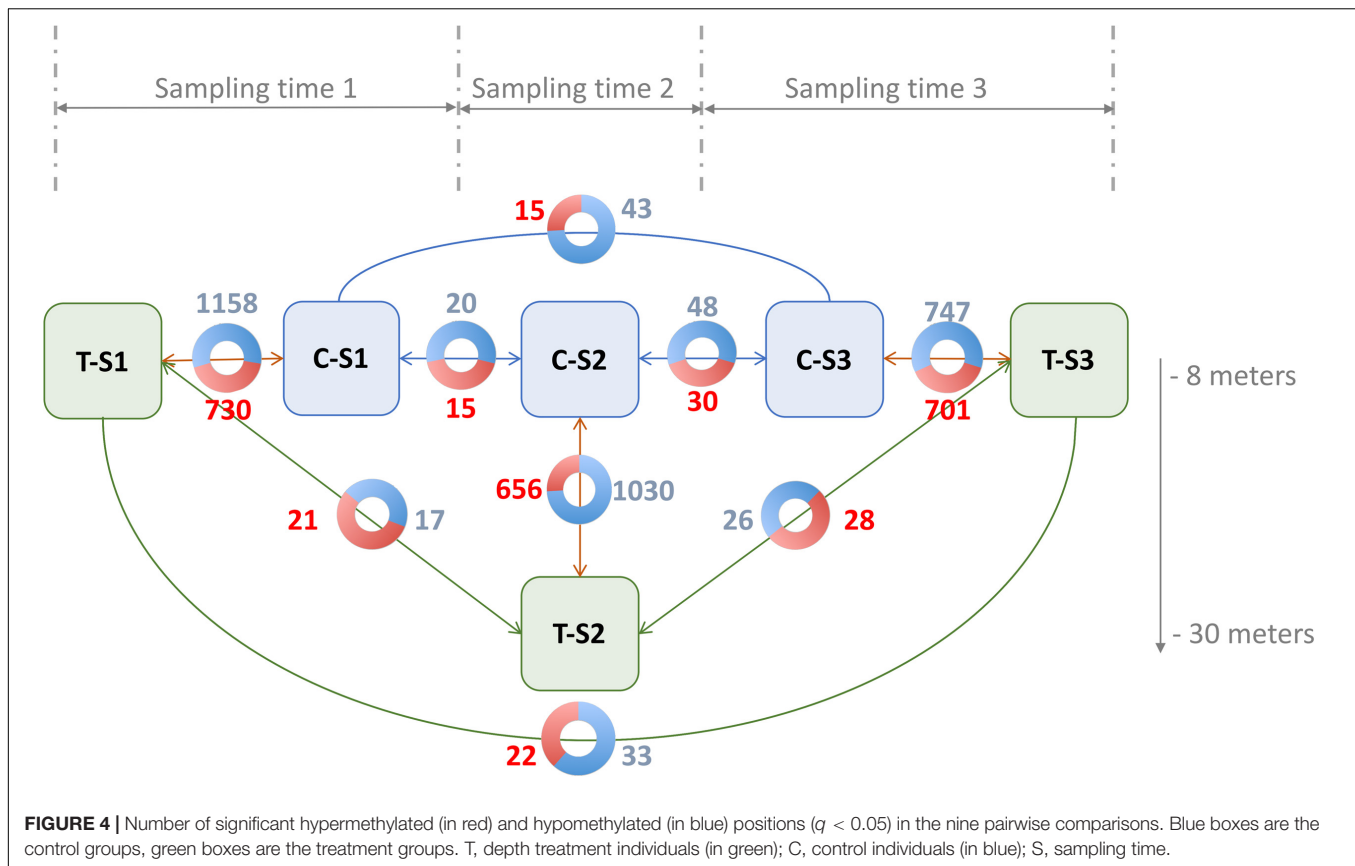 Sampling time 1
Sampling time 2
Sampling time 3
15
43
1158
20
48
747
T-S1
C-S1
C-S2
C-S3
T-S3
- 8 meters
730
15
30
701
656
1030
21
17
26
28
T-S2
- 30 meters
22
33
FIGURE 4 | Number of significant hypermethylated (in red) and hypomethylated (in blue) positions (q < 0.05) in the nine pairwise comparisons. Blue boxes are the
control groups, green boxes are the treatment groups. T, depth treatment individuals (in green); C, control individuals (in blue); S, sampling time.